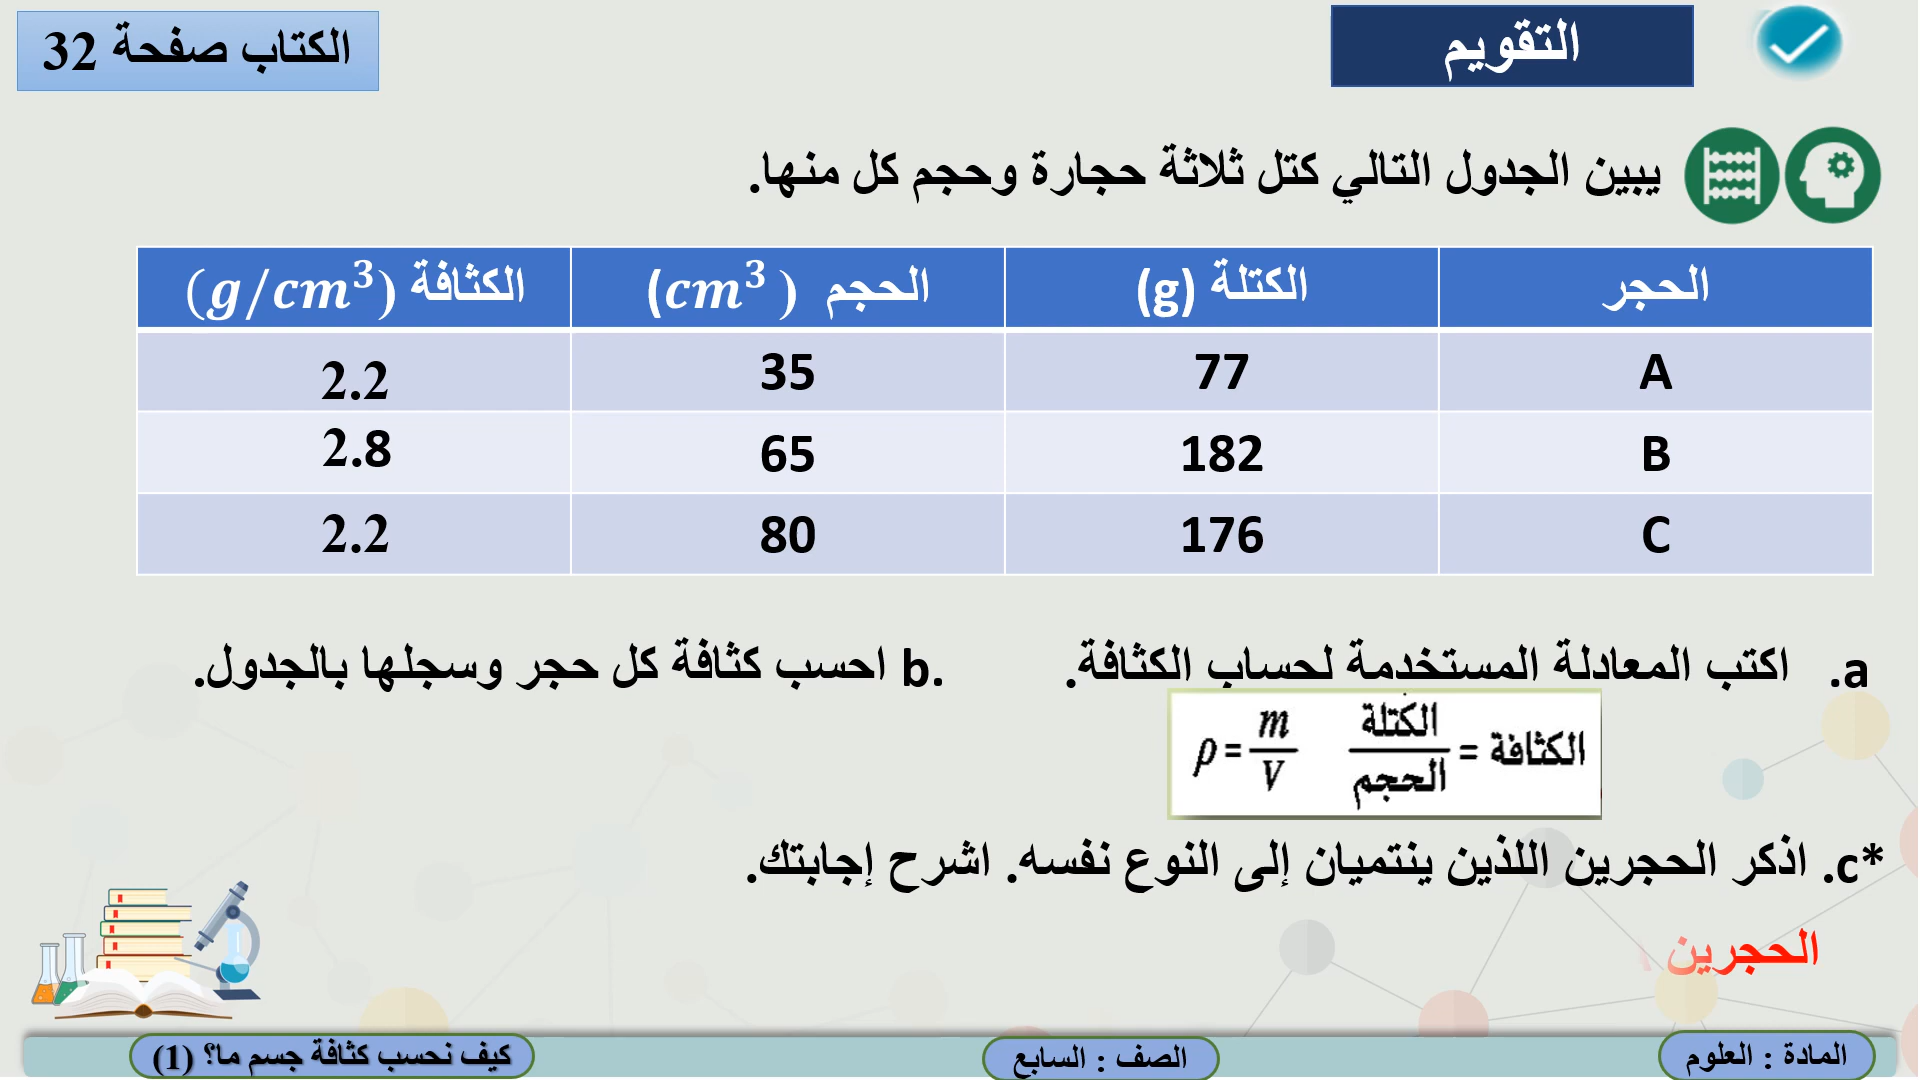 التقويم
الكتاب صفحة 32
يبين الجدول التالي كتل ثلاثة حجارة وحجم كل منها.
الحجر	الكتلة (g)	الحجم (cm³)	الكثافة (g/cm³)
A	77	35	2.2
B	182	65	2.8
C	176	80	2.2
a. اكتب المعادلة المستخدمة لحساب الكثافة.	b. احسب كثافة كل حجر وسجلها بالجدول.
الكثافة = الكتلة / الحجم	ρ = m / V
*c. اذكر الحجرين اللذين ينتميان إلى النوع نفسه. اشرح إجابتك.
الحجرين
المادة : العلوم	الصف : السابع	كيف نحسب كثافة جسم ما؟ (1)